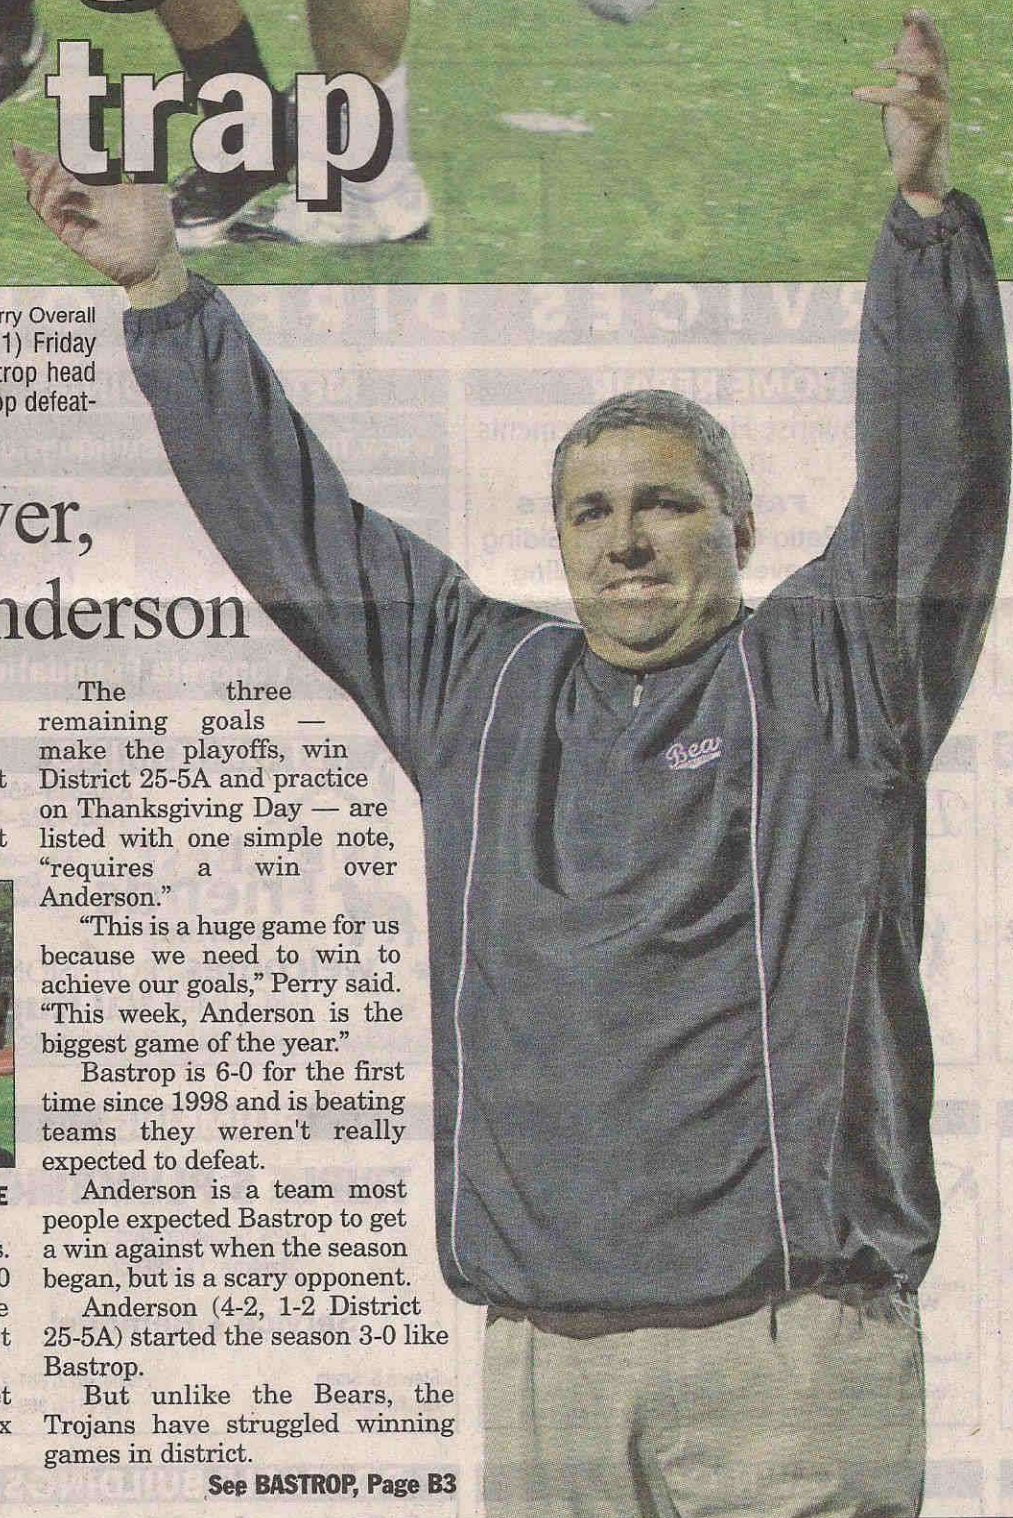 trap
rry Overall
1) Friday
trop head
op defeat-
ver,
nderson
The three
remaining goals —
make the playoffs, win
District 25-5A and practice
on Thanksgiving Day — are
listed with one simple note,
“requires a win over
Anderson.”
“This is a huge game for us
because we need to win to
achieve our goals,” Perry said.
“This week, Anderson is the
biggest game of the year.”
Bastrop is 6-0 for the first
time since 1998 and is beating
teams they weren't really
expected to defeat.
Anderson is a team most
people expected Bastrop to get
a win against when the season
began, but is a scary opponent.
Anderson (4-2, 1-2 District
25-5A) started the season 3-0 like
Bastrop.
But unlike the Bears, the
Trojans have struggled winning
games in district.
See BASTROP, Page B3
Bea